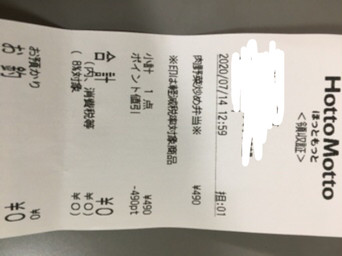 Hotto Motto
ほっともっと
＜領収証＞
2020/07/14 12:59 担:01
肉野菜炒め弁当※ ¥490
※印は軽減税率対象商品
小計 1点 ¥490
ポイント値引 -490pt
合計 ¥0
(内、消費税等 ¥0)
( 8%対象 ¥0)
お預かり ¥0
お釣 ¥0